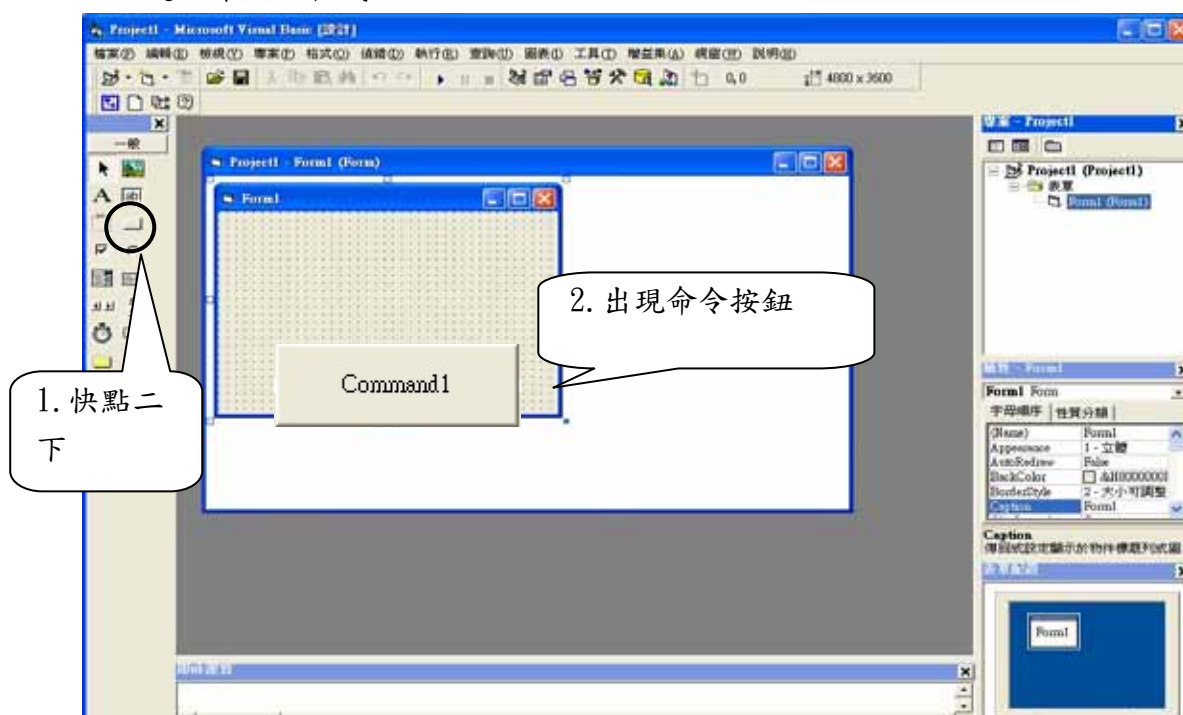 Project1 - Microsoft Visual Basic [設計]
檔案(F) 編輯(E) 檢視(V) 專案(P) 格式(O) 偵錯(D) 執行(R) 查詢(U) 圖表(I) 工具(T) 增益集(A) 視窗(W) 說明(H)
0, 0
4800 x 3600
一般
Project1 - Form1 (Form)
Form1
Command1
1. 快點二
下
2. 出現命令按鈕
專案 - Project1
Project1 (Project1)
表單
Form1 (Form1)
屬性 - Form1
Form1 Form
字母順序 性質分類
(Name) Form1
Appearance 1 - 立體
AutoRedraw False
BackColor
BorderStyle 2 - 大小可調整
Caption Form1
Caption
Form1